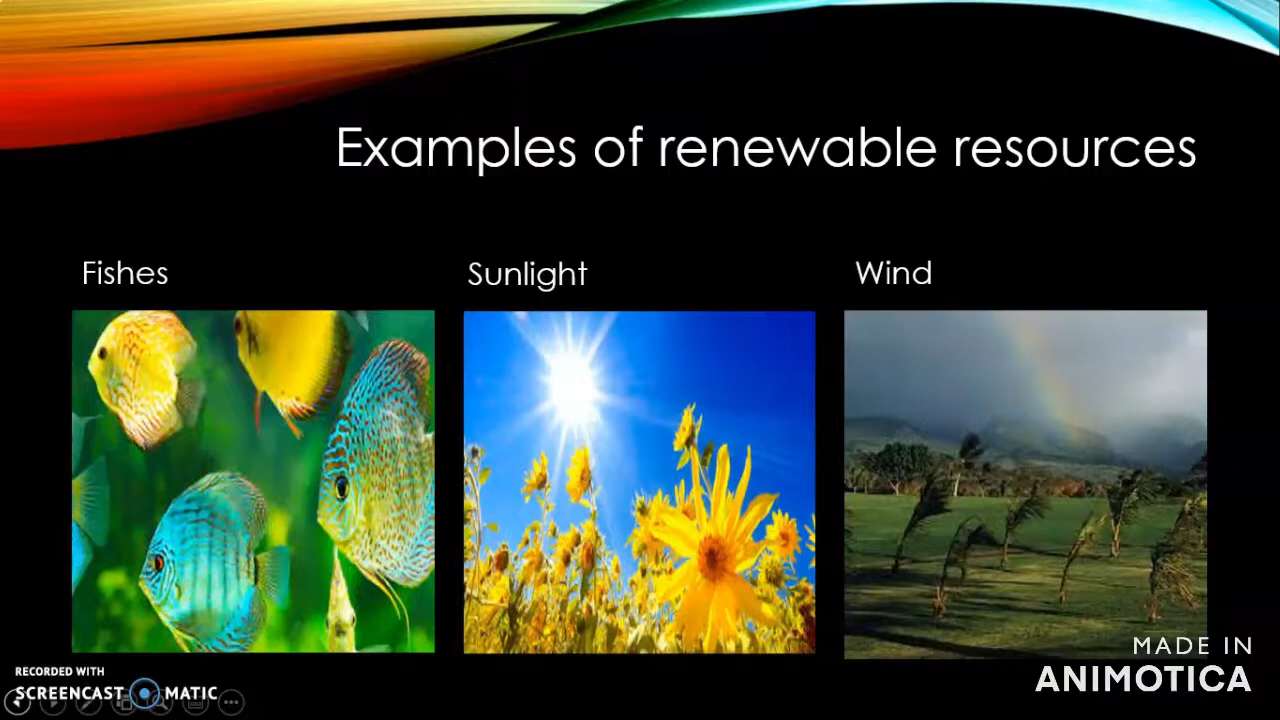 Examples of renewable resources
Fishes
Sunlight
Wind
RECORDED WITH
SCREENCAST MATIC
MADE IN
ANIMOTICA